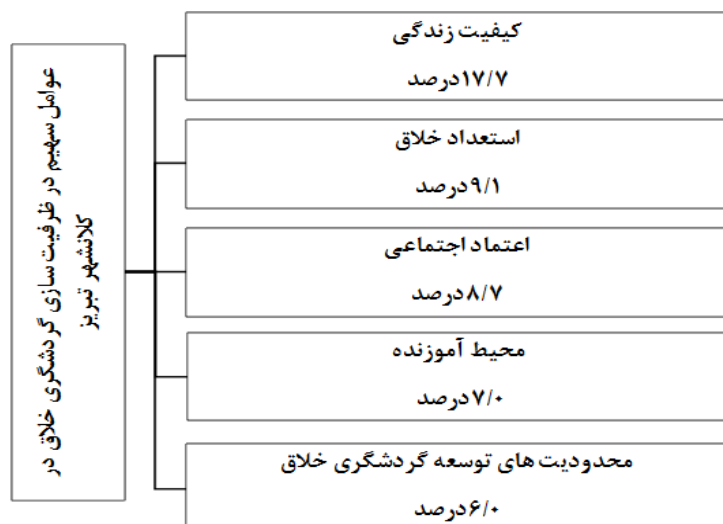 عوامل سهیم در ظرفیت سازی گردشگری خلاق در
کلانشهر تبریز
کیفیت زندگی
۱۷/۷درصد
استعداد خلاق
۹/۱درصد
اعتماد اجتماعی
۸/۷درصد
محیط آموزنده
۷/۰درصد
محدودیت های توسعه گردشگری خلاق
۶/۰درصد